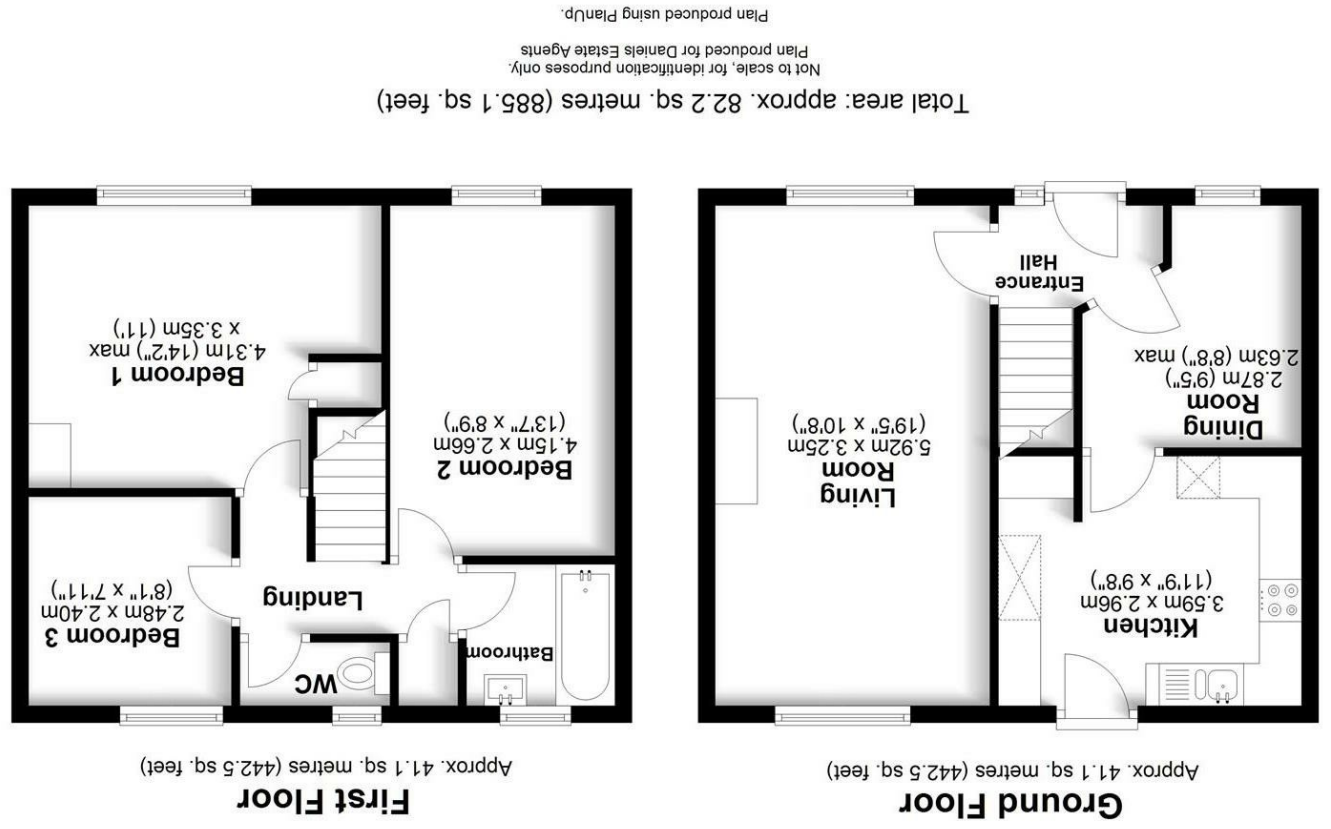 Ground Floor
Approx. 41.1 sq. metres (442.5 sq. feet)
Kitchen
3.59m x 2.96m
(11'9" x 9'8")
Dining
Room
2.87m (9'5")
2.63m (8'8") max
Living
Room
5.92m x 3.25m
(19'5" x 10'8")
Entrance
Hall
First Floor
Approx. 41.1 sq. metres (442.5 sq. feet)
Bathroom
WC
Bedroom 3
2.48m x 2.40m
(8'1" x 7'11")
Landing
Bedroom 2
4.15m x 2.66m
(13'7" x 8'9")
Bedroom 1
4.31m (14'2") max
x 3.35m (11')
Total area: approx. 82.2 sq. metres (885.1 sq. feet)
Not to scale, for identification purposes only.
Plan produced for Daniels Estate Agents
Plan produced using PlanUp.